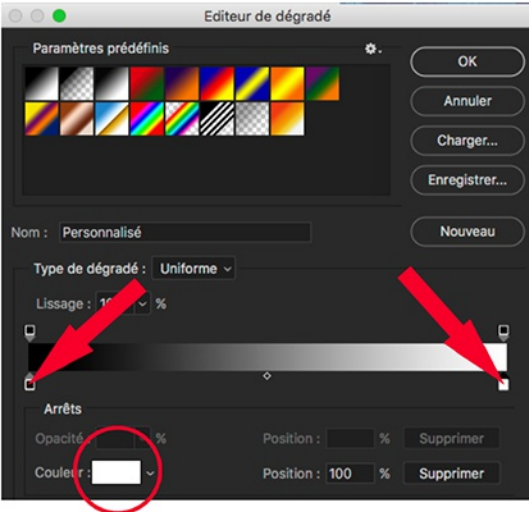 Editeur de dégradé
Paramètres prédéfinis
OK
Annuler
Charger...
Enregistrer...
Nom : Personnalisé
Nouveau
Type de dégradé : Uniforme
Lissage : %
Arrêts
Opacité : % Position : % Supprimer
Couleur : Position : 100 % Supprimer